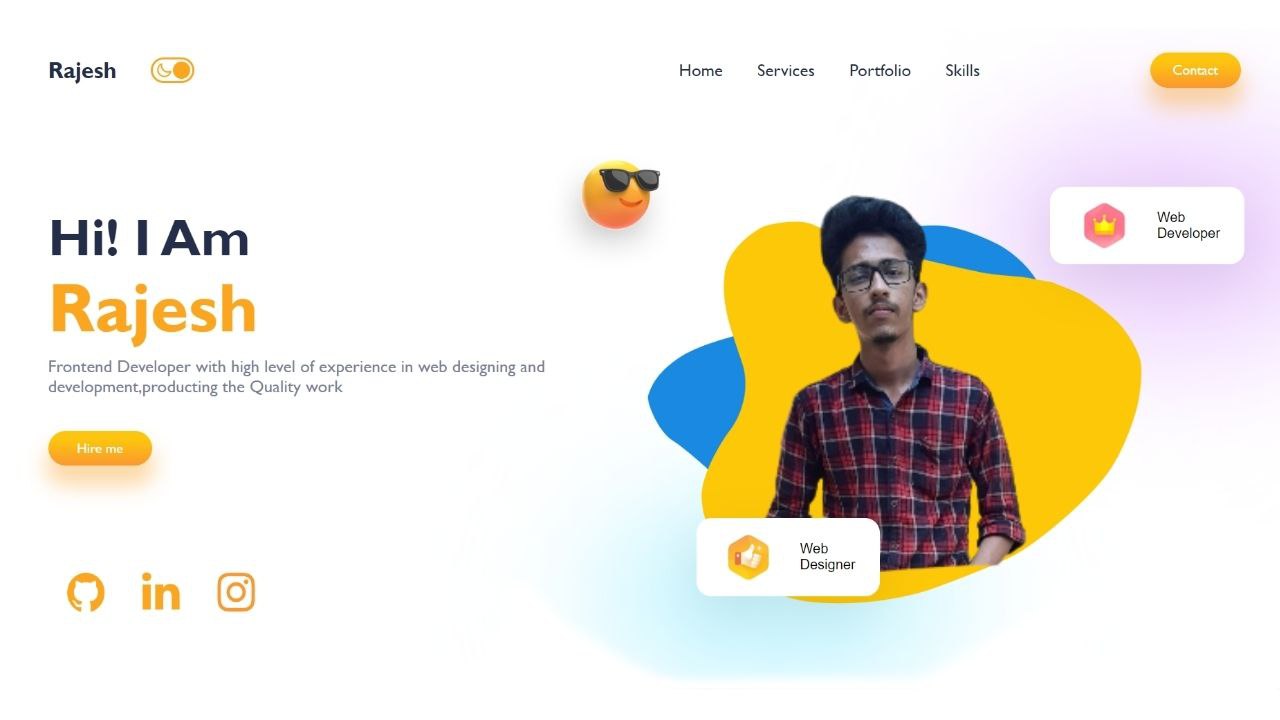 Rajesh
Home Services Portfolio Skills
Contact
Hi! I Am
Rajesh
Frontend Developer with high level of experience in web designing and
development,producting the Quality work
Hire me
Web
Developer
Web
Designer
in